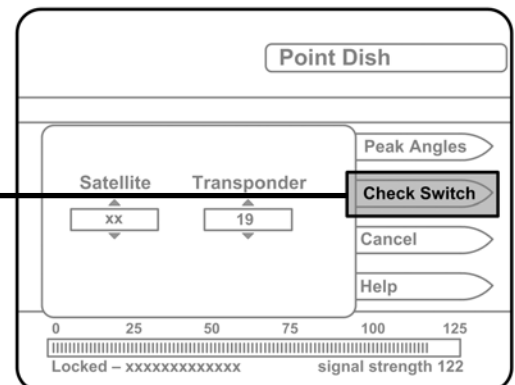 Point Dish
Peak Angles
Satellite Transponder
Check Switch
xx 19
Cancel
Help
0 25 50 75 100 125
Locked – xxxxxxxxxxxxx signal strength 122